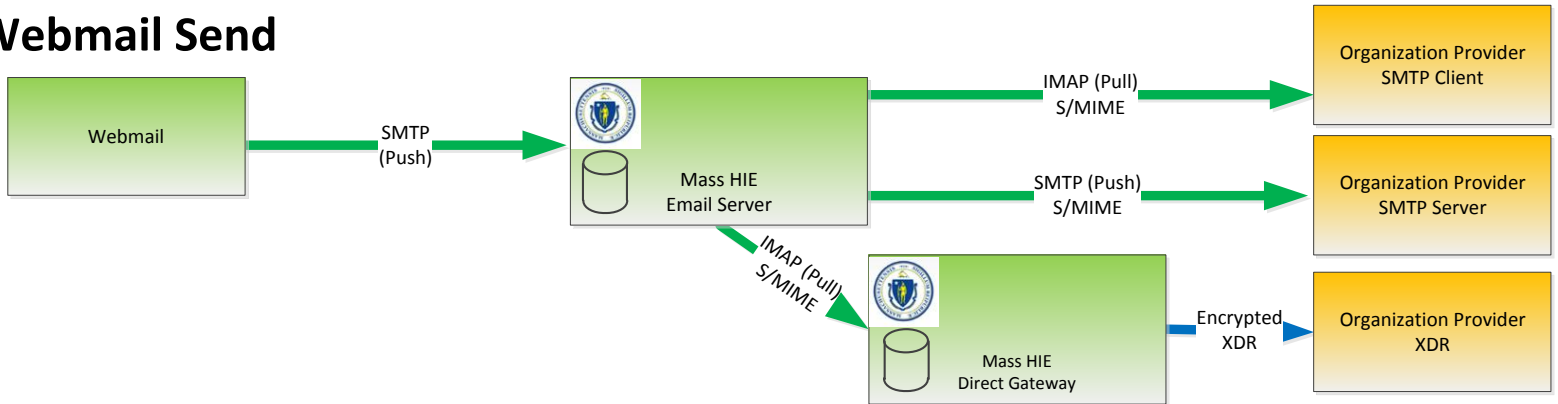 Webmail Send
Webmail
SMTP
(Push)
Mass HIE
Email Server
IMAP (Pull)
S/MIME
Organization Provider
SMTP Client
SMTP (Push)
S/MIME
Organization Provider
SMTP Server
IMAP (Pull)
S/MIME
Mass HIE
Direct Gateway
Encrypted
XDR
Organization Provider
XDR